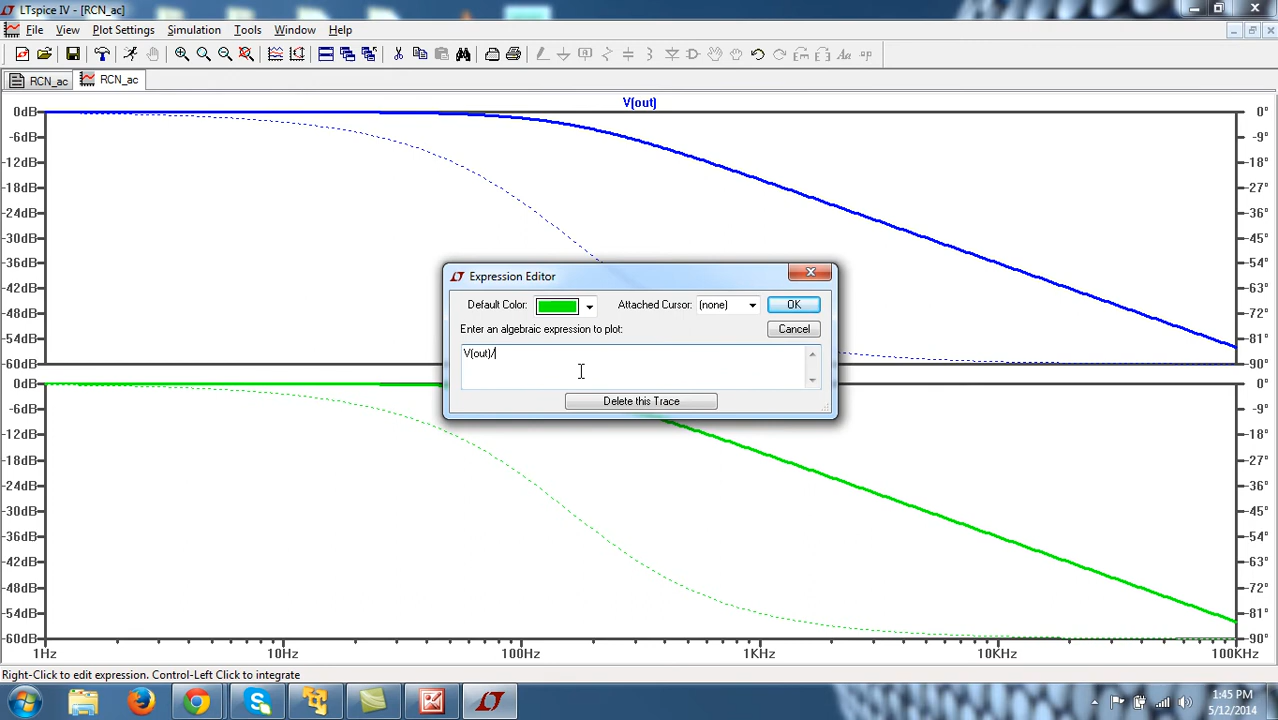 LTspice IV - [RCN_ac]
File View Plot Settings Simulation Tools Window Help
RCN_ac RCN_ac
V(out)
0dB 0°
-6dB -9°
-12dB -18°
-18dB -27°
-24dB -36°
-30dB -45°
-36dB -54°
-42dB -63°
-48dB -72°
-54dB -81°
-60dB -90°
Expression Editor
Default Color: Attached Cursor: (none) OK
Enter an algebraic expression to plot: Cancel
V(out)/
Delete this Trace
0dB 0°
-6dB -9°
-12dB -18°
-18dB -27°
-24dB -36°
-30dB -45°
-36dB -54°
-42dB -63°
-48dB -72°
-54dB -81°
-60dB -90°
1Hz 10Hz 100Hz 1KHz 10KHz 100KHz
Right-Click to edit expression. Control-Left Click to integrate
1:45 PM
5/12/2014